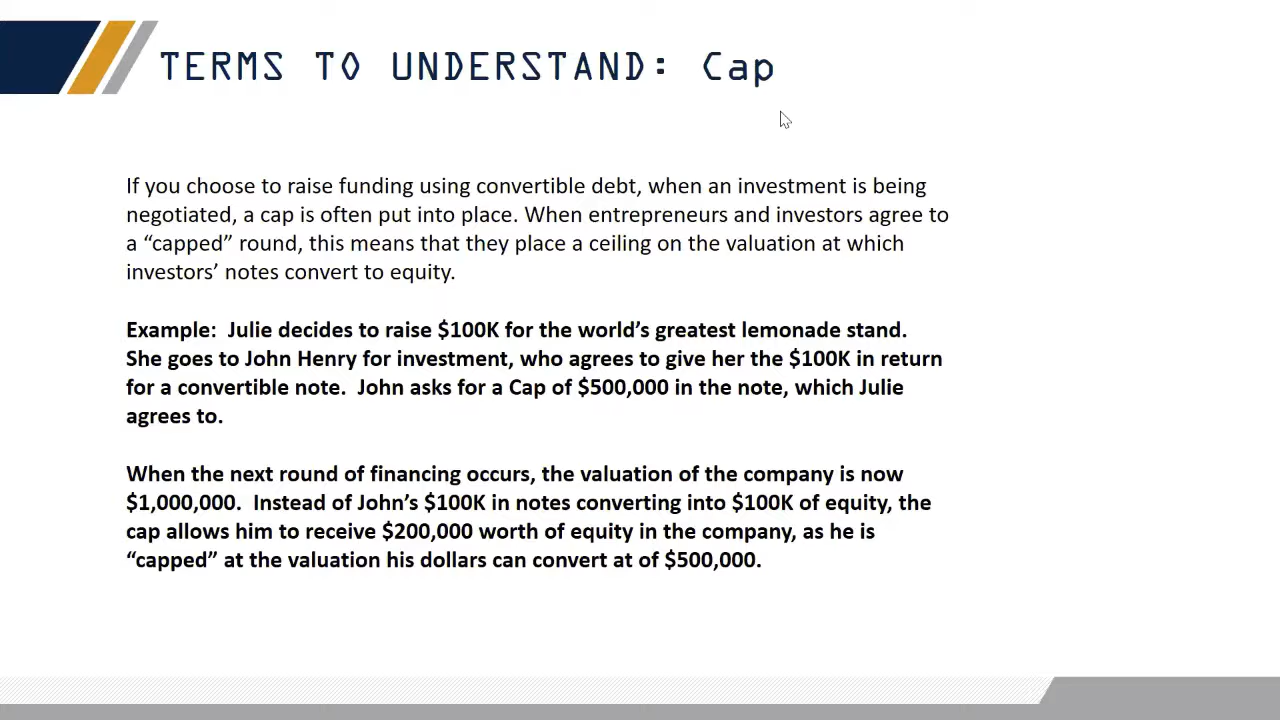 TERMS TO UNDERSTAND: Cap
If you choose to raise funding using convertible debt, when an investment is being
negotiated, a cap is often put into place. When entrepreneurs and investors agree to
a “capped” round, this means that they place a ceiling on the valuation at which
investors’ notes convert to equity.
Example:  Julie decides to raise $100K for the world’s greatest lemonade stand.
She goes to John Henry for investment, who agrees to give her the $100K in return
for a convertible note.  John asks for a Cap of $500,000 in the note, which Julie
agrees to.
When the next round of financing occurs, the valuation of the company is now
$1,000,000.  Instead of John’s $100K in notes converting into $100K of equity, the
cap allows him to receive $200,000 worth of equity in the company, as he is
“capped” at the valuation his dollars can convert at of $500,000.